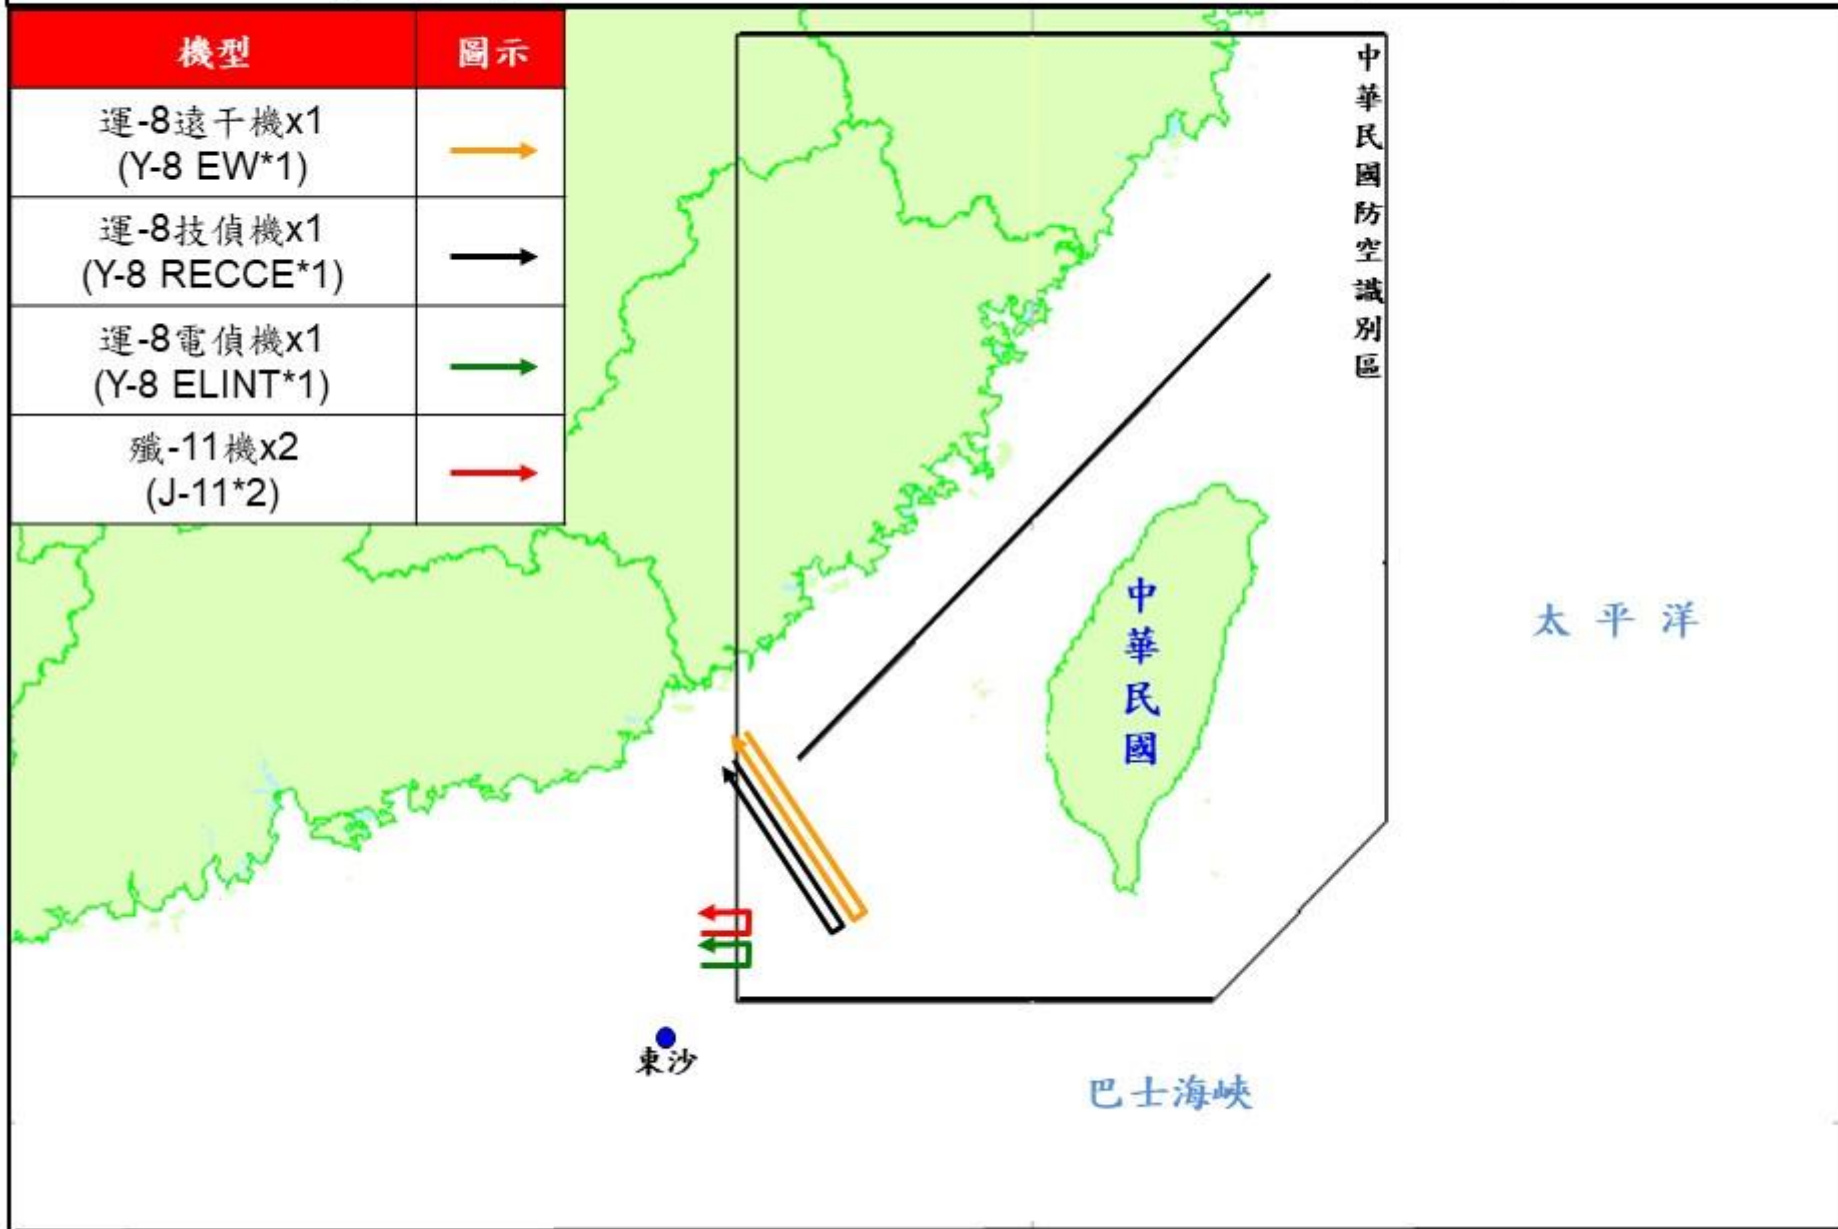 機型 圖示
運-8遠干機x1
(Y-8 EW*1)
運-8技偵機x1
(Y-8 RECCE*1)
運-8電偵機x1
(Y-8 ELINT*1)
殲-11機x2
(J-11*2)
中華民國防空識別區
中華民國
太平洋
東沙
巴士海峽